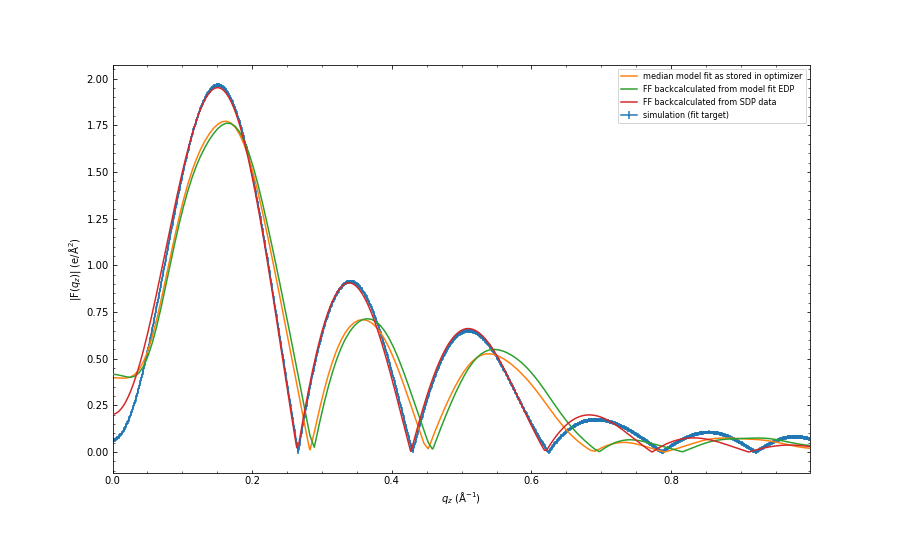 2.00
1.75
1.50
1.25
1.00
0.75
0.50
0.25
0.00
|F(q_z)| (e/Å²)
0.0 0.2 0.4 0.6 0.8
q_z (Å⁻¹)
median model fit as stored in optimizer
FF backcalculated from model fit EDP
FF backcalculated from SDP data
simulation (fit target)